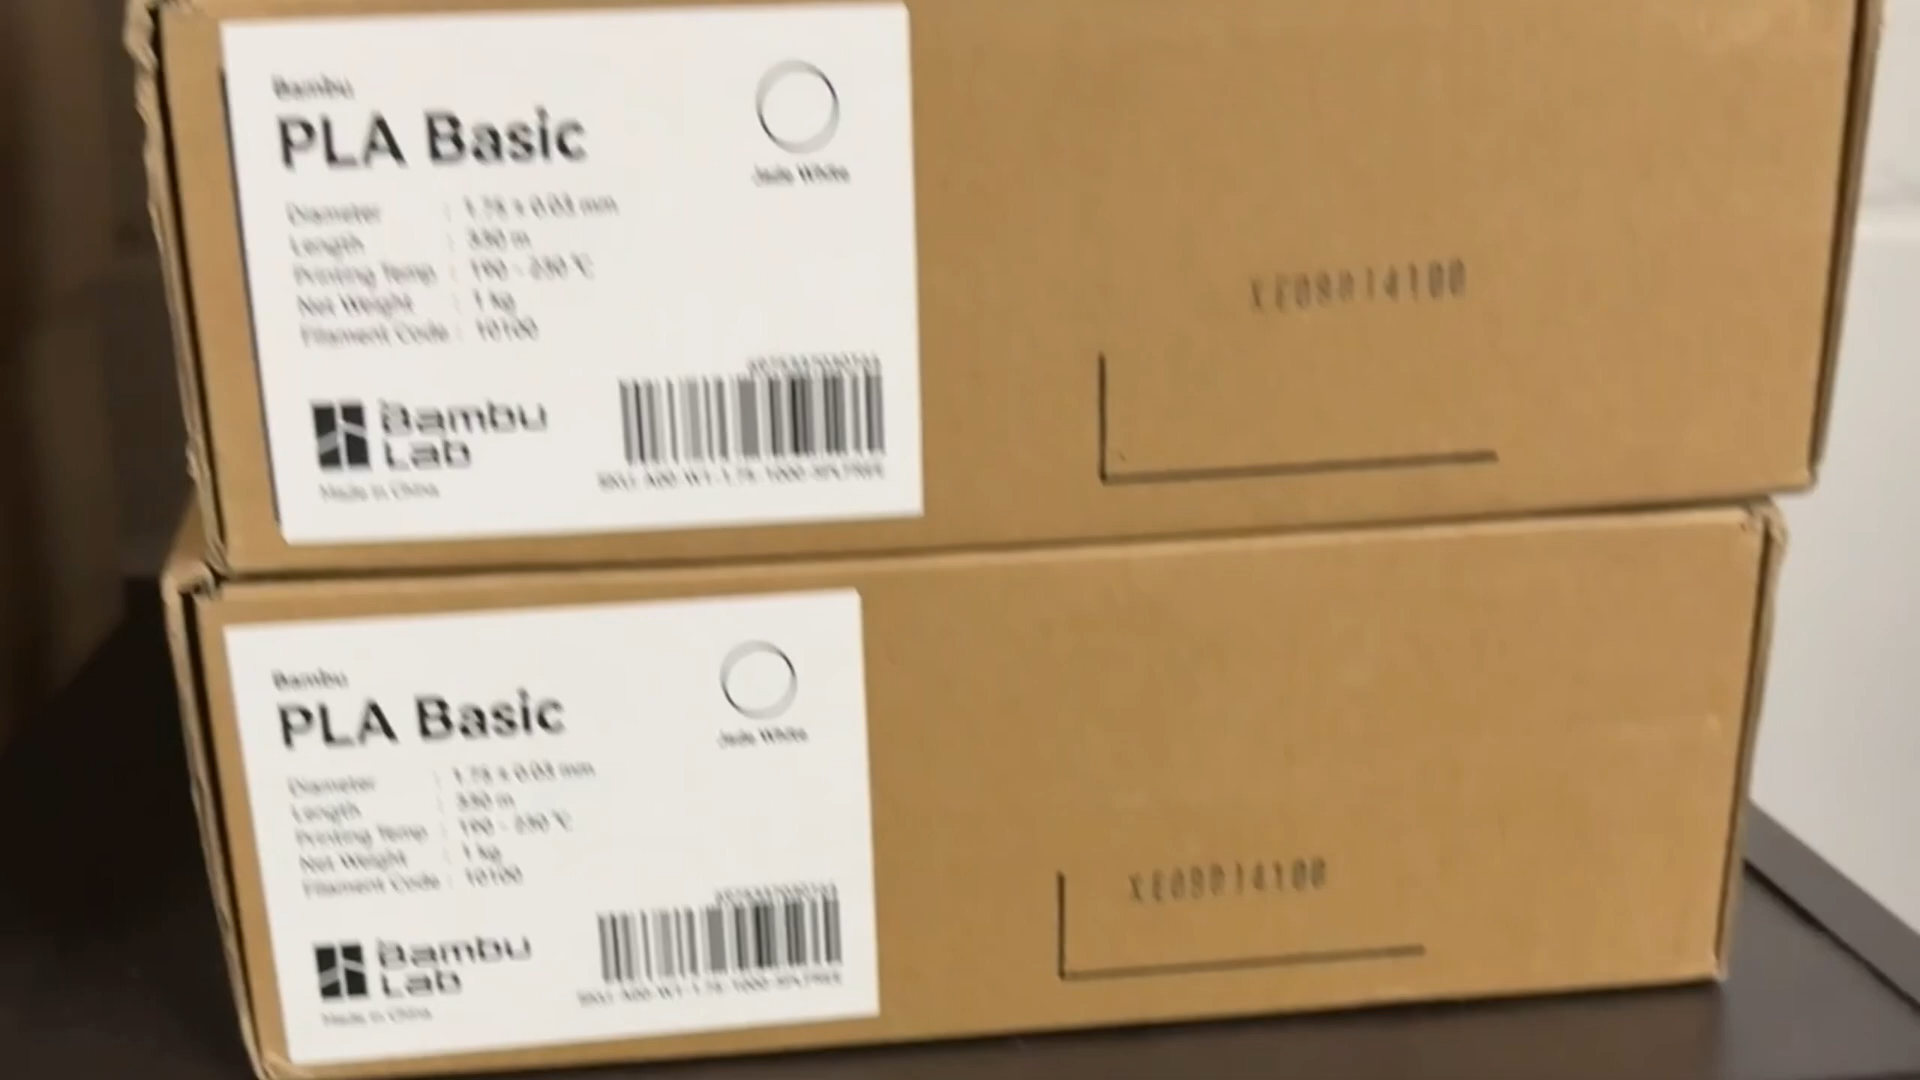 Bambu
PLA Basic
Jade White
Diameter : 1.75 ± 0.03 mm
Length : 330 m
Printing Temp : 190 - 230 °C
Net Weight : 1 kg
Filament Code : 10100
Bambu
Lab
Made in China
Bambu
PLA Basic
Jade White
Diameter : 1.75 ± 0.03 mm
Length : 330 m
Printing Temp : 190 - 230 °C
Net Weight : 1 kg
Filament Code : 10100
Bambu
Lab
Made in China